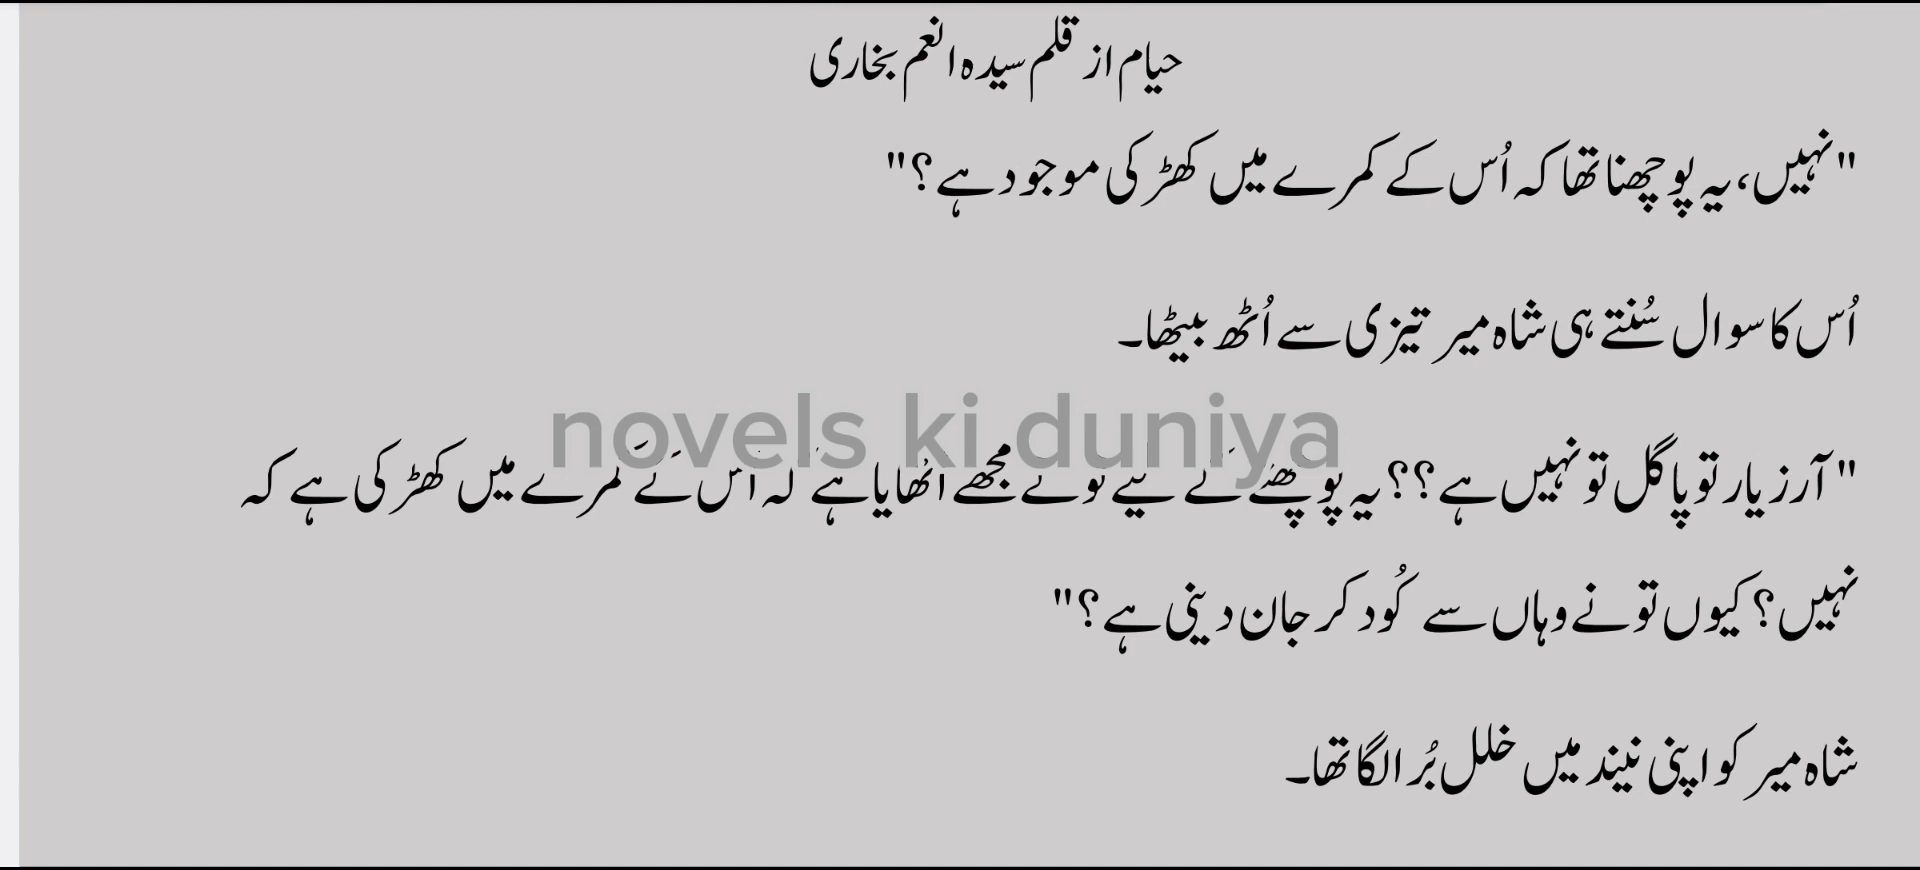 حیام از قلم سیدہ انعم بخاری
"نہیں، یہ پوچھنا تھا کہ اُس کے کمرے میں کھڑکی موجود ہے؟"
اُس کا سوال سُنتے ہی شاہ میر تیزی سے اُٹھ بیٹھا۔
novels ki duniya
"آرز یار تو پاگل تو نہیں ہے؟؟ یہ پوچھنے کے لیے تو نے مجھے اُٹھایا ہے کہ اُس کے کمرے میں کھڑکی ہے کہ
نہیں؟ کیوں تو نے وہاں سے کُود کر جان دینی ہے؟"
شاہ میر کو اپنی نیند میں خلل بُرا لگا تھا۔